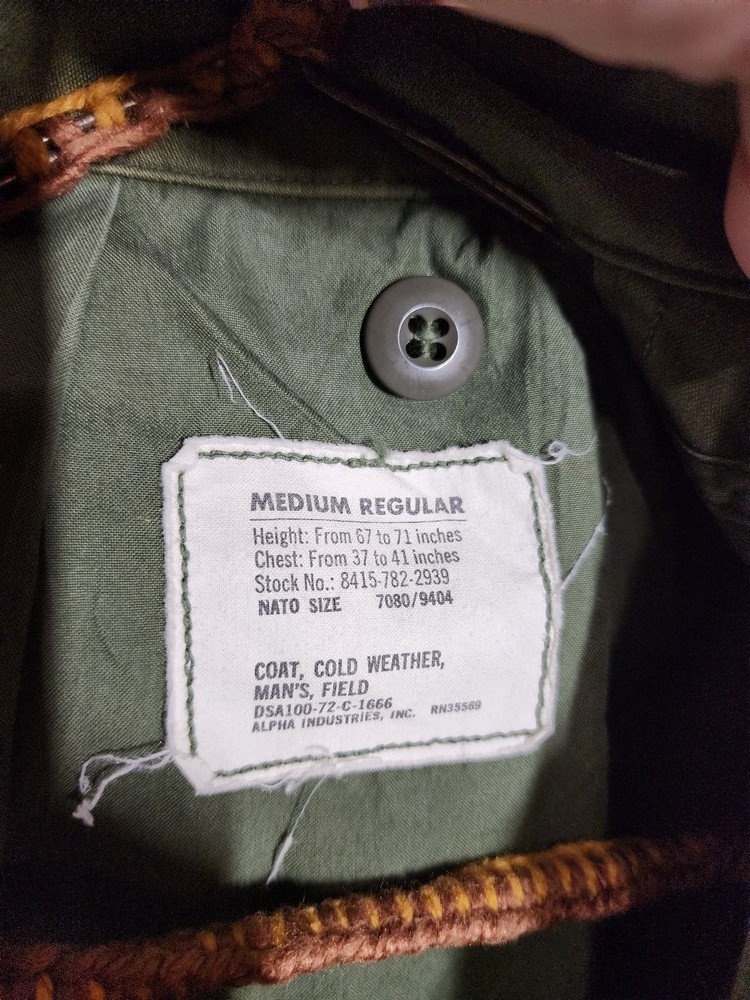 MEDIUM REGULAR
Height: From 67 to 71 inches
Chest: From 37 to 41 inches
Stock No.: 8415-782-2939
NATO SIZE 7080/9404
COAT, COLD WEATHER,
MAN'S, FIELD
DSA100-72-C-1666
ALPHA INDUSTRIES, INC. RN35569